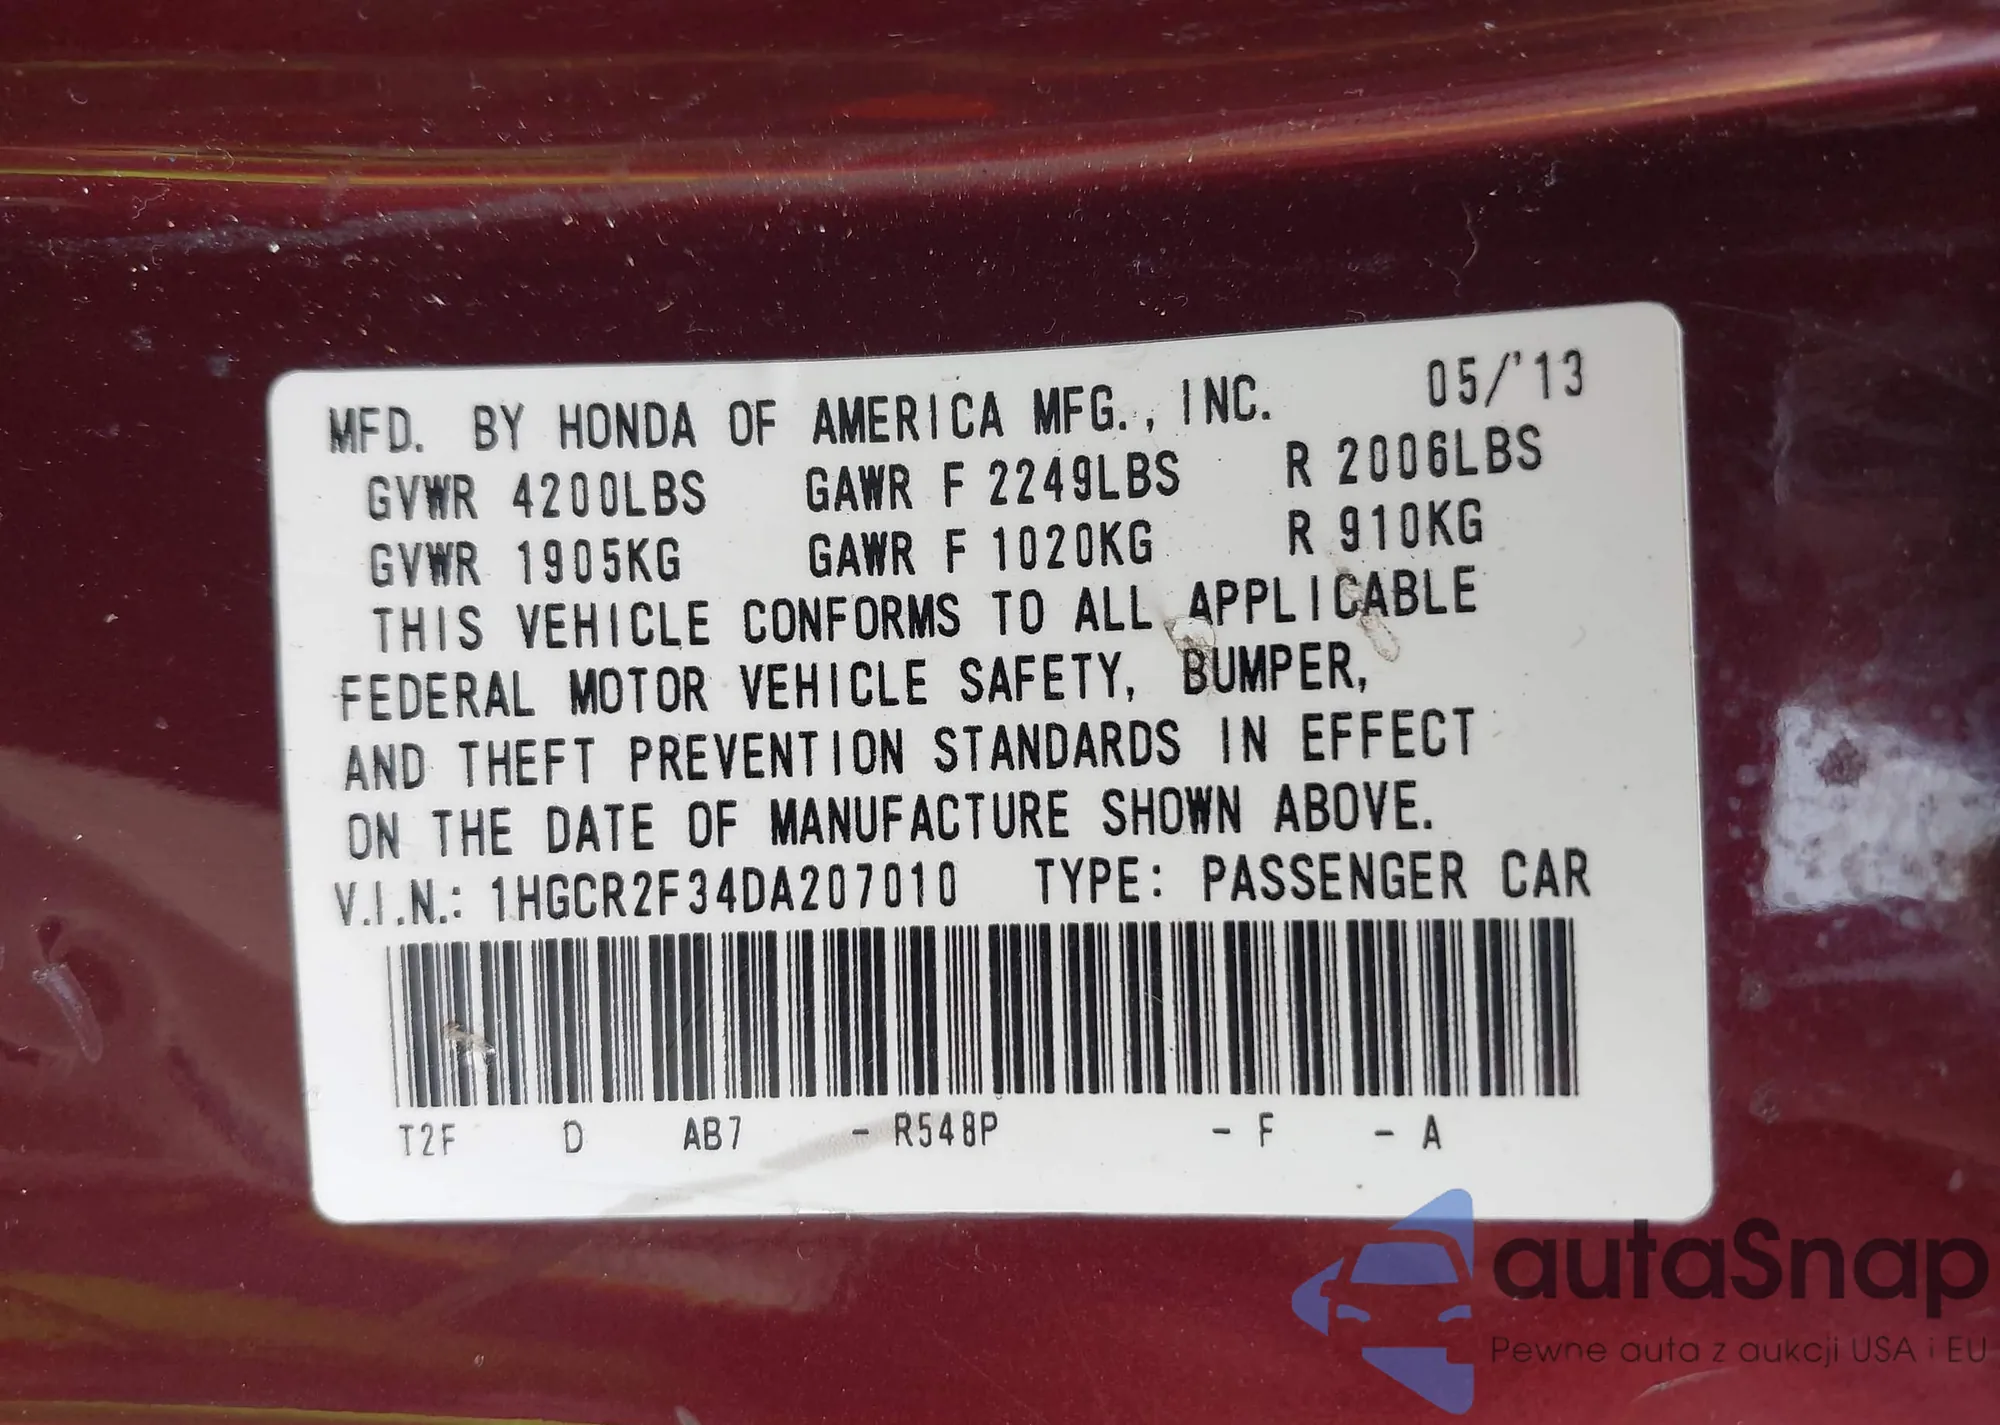 MFD. BY HONDA OF AMERICA MFG., INC. 05/'13
GVWR 4200LBS GAWR F 2249LBS R 2006LBS
GVWR 1905KG GAWR F 1020KG R 910KG
THIS VEHICLE CONFORMS TO ALL APPLICABLE
FEDERAL MOTOR VEHICLE SAFETY, BUMPER,
AND THEFT PREVENTION STANDARDS IN EFFECT
ON THE DATE OF MANUFACTURE SHOWN ABOVE.
V.I.N.: 1HGCR2F34DA207010 TYPE: PASSENGER CAR
T2F D AB7 - R548P - F - A
autaSnap
Pewne auta z aukcji USA i EU